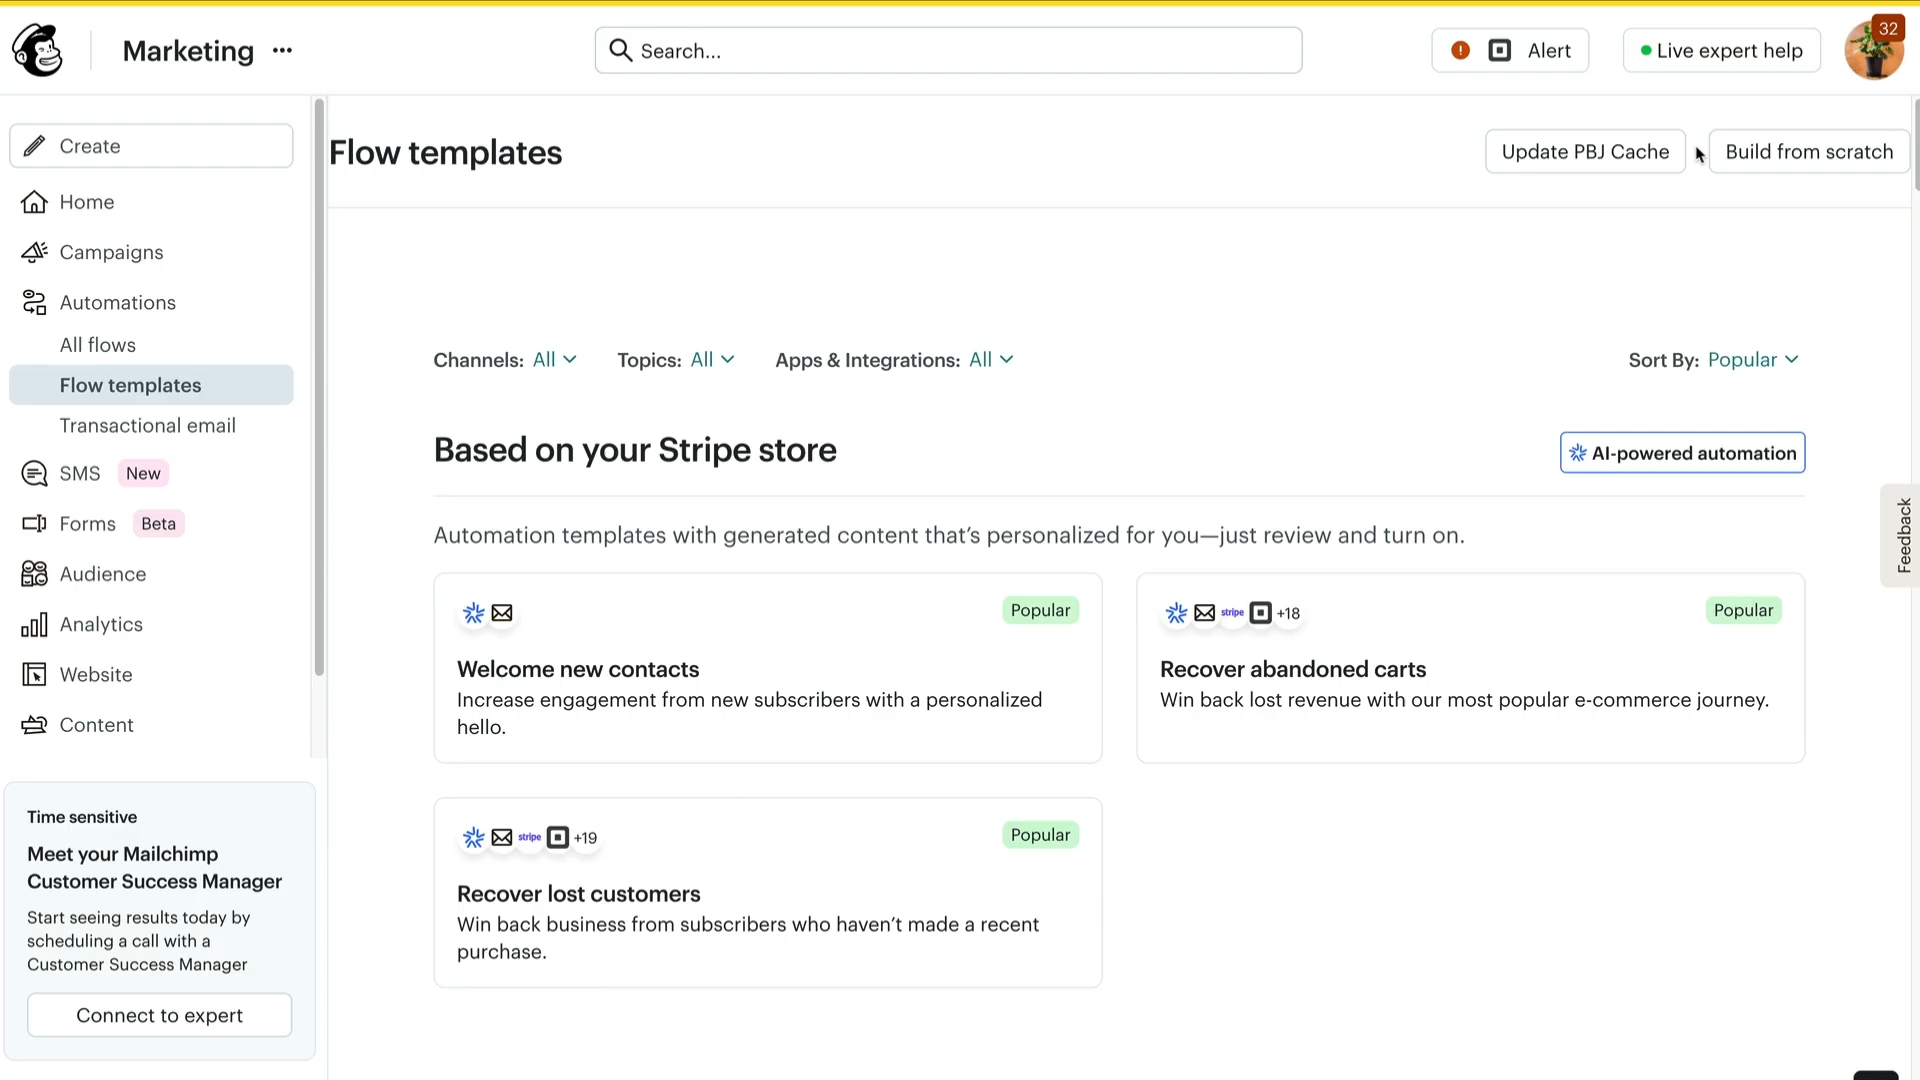 Marketing
Search...
Alert
Live expert help
32
Create
Home
Campaigns
Automations
All flows
Flow templates
Transactional email
SMS New
Forms Beta
Audience
Analytics
Website
Content
Time sensitive
Meet your Mailchimp
Customer Success Manager
Start seeing results today by
scheduling a call with a
Customer Success Manager
Connect to expert
Flow templates
Update PBJ Cache
Build from scratch
Channels: All
Topics: All
Apps & Integrations: All
Sort By: Popular
Based on your Stripe store
AI-powered automation
Automation templates with generated content that’s personalized for you—just review and turn on.
Popular
Welcome new contacts
Increase engagement from new subscribers with a personalized
hello.
stripe +18
Popular
Recover abandoned carts
Win back lost revenue with our most popular e-commerce journey.
stripe +19
Popular
Recover lost customers
Win back business from subscribers who haven’t made a recent
purchase.
Feedback